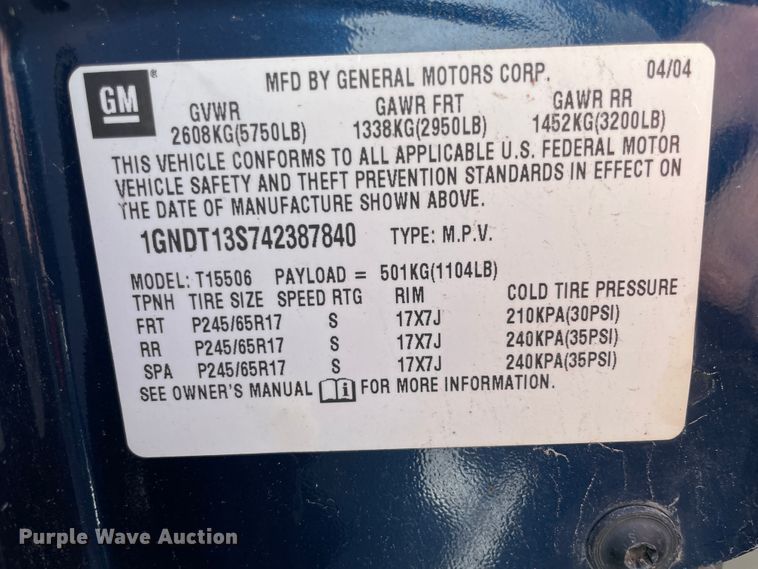 GM ® MFD BY GENERAL MOTORS CORP. 04/04
GVWR GAWR FRT GAWR RR
2608KG(5750LB) 1338KG(2950LB) 1452KG(3200LB)
THIS VEHICLE CONFORMS TO ALL APPLICABLE U.S. FEDERAL MOTOR
VEHICLE SAFETY AND THEFT PREVENTION STANDARDS IN EFFECT ON
THE DATE OF MANUFACTURE SHOWN ABOVE.
1GNDT13S742387840 TYPE: M.P.V.
MODEL: T15506 PAYLOAD = 501KG(1104LB)
TPNH TIRE SIZE SPEED RTG RIM COLD TIRE PRESSURE
FRT P245/65R17 S 17X7J 210KPA(30PSI)
RR P245/65R17 S 17X7J 240KPA(35PSI)
SPA P245/65R17 S 17X7J 240KPA(35PSI)
SEE OWNER'S MANUAL i FOR MORE INFORMATION.
Purple Wave Auction